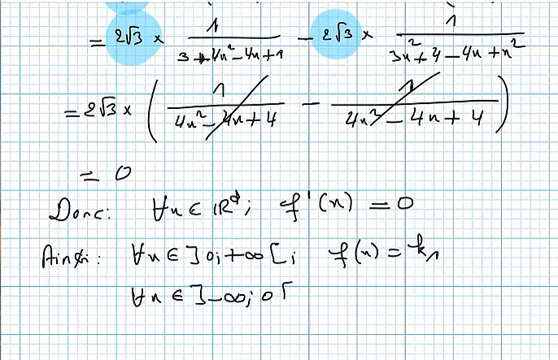 = 2√3 × 1/(3+4x²-4x+1) - 2√3 × 1/(3x²+4-4x+x²)
= 2√3 × ( 1/(4x²-4x+4) - 1/(4x²-4x+4) )
= 0
Donc: ∀x ∈ ℝ*; f'(x) = 0
Ainsi: ∀x ∈ ]0;+∞[; f(x) = k₁
∀x ∈ ]-∞;0[